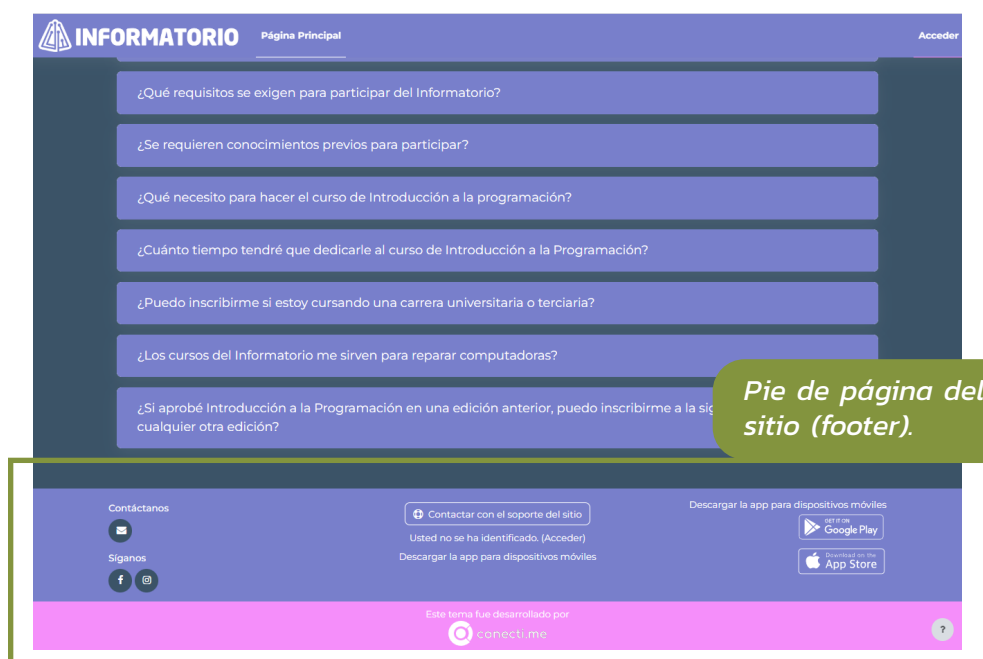 INFORMATORIO
Página Principal
Acceder
¿Qué requisitos se exigen para participar del Informatorio?
¿Se requieren conocimientos previos para participar?
¿Qué necesito para hacer el curso de Introducción a la programación?
¿Cuánto tiempo tendré que dedicarle al curso de Introducción a la Programación?
¿Puedo inscribirme si estoy cursando una carrera universitaria o terciaria?
¿Los cursos del Informatorio me sirven para reparar computadoras?
¿Si aprobé Introducción a la Programación en una edición anterior, puedo inscribirme a la
cualquier otra edición?
Pie de página del
sitio (footer).
Contáctanos
Síganos
f
Contactar con el soporte del sitio
Usted no se ha identificado. (Acceder)
Descargar la app para dispositivos móviles
Descargar la app para dispositivos móviles
GET IT ON
Google Play
Download on the
App Store
Este tema fue desarrollado por
conecti.me
?